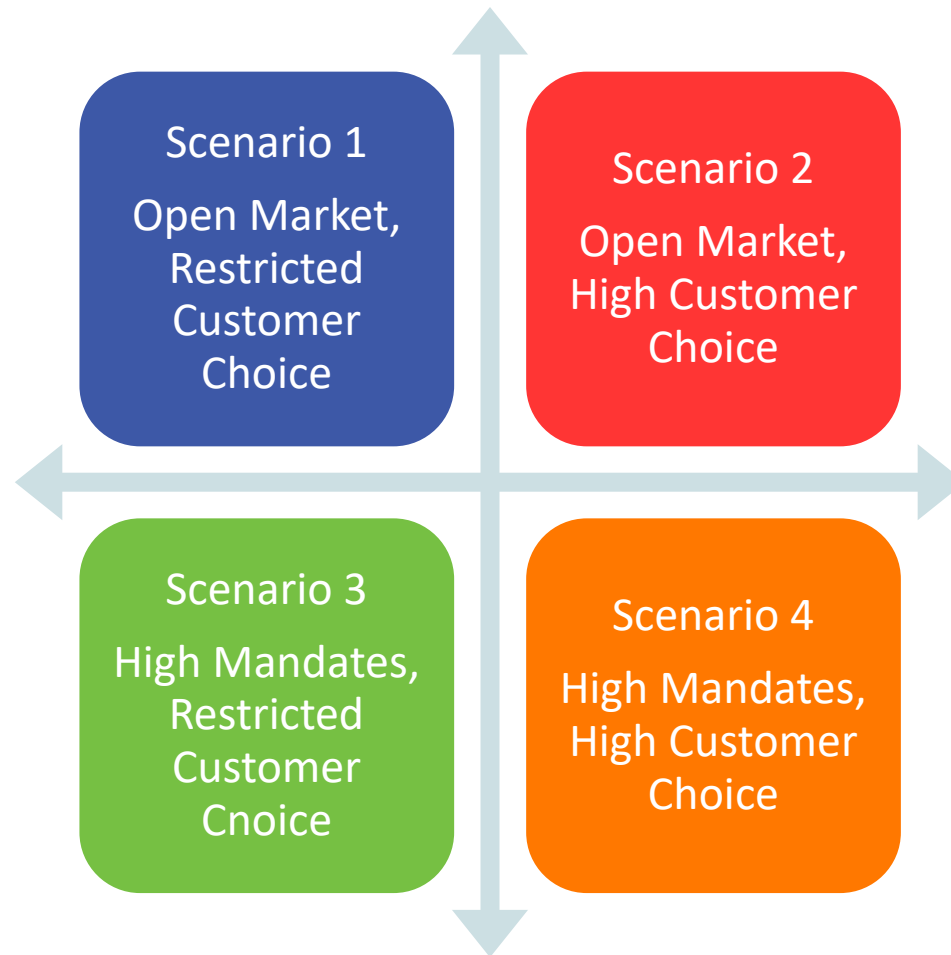 Scenario 1
Open Market,
Restricted
Customer
Choice
Scenario 2
Open Market,
High Customer
Choice
Scenario 3
High Mandates,
Restricted
Customer
Cnoice
Scenario 4
High Mandates,
High Customer
Choice